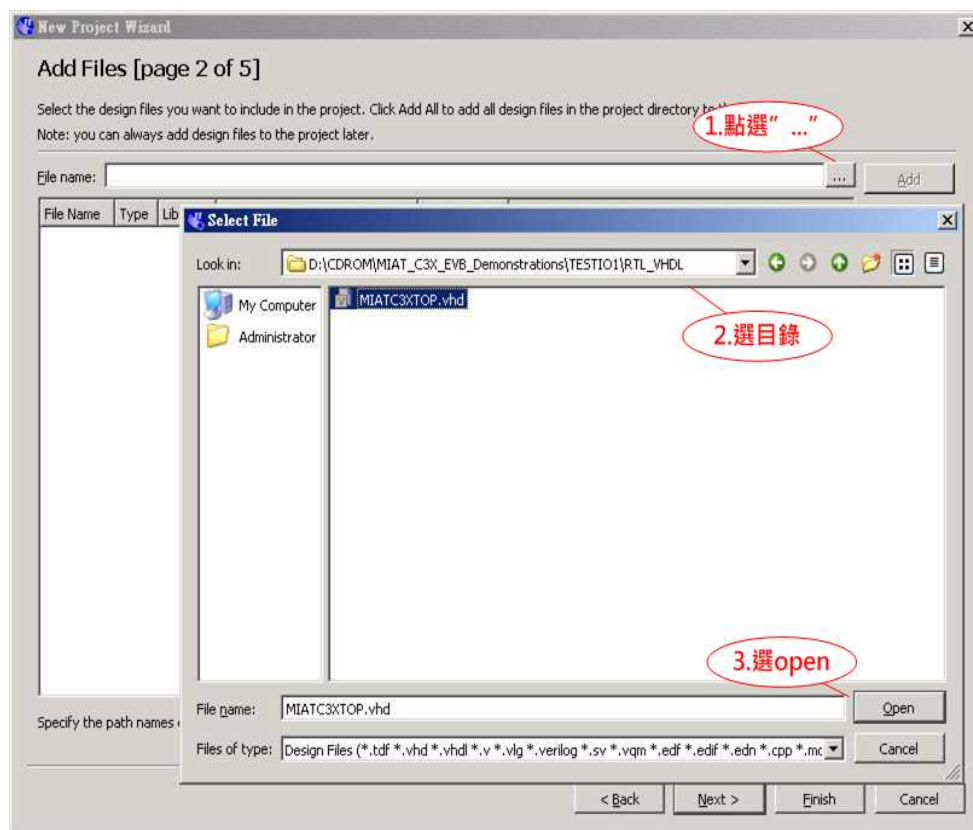 New Project Wizard
Add Files [page 2 of 5]
Select the design files you want to include in the project. Click Add All to add all design files in the project directory to
Note: you can always add design files to the project later.
1.點選"..."
File name:
...
Add
File Name Type Lib
Select File
Look in: D:\CDROM\MIAT_C3X_EVB_Demonstrations\TESTIO1\RTL_VHDL
My Computer
Administrator
MIATC3XTOP.vhd
2.選目錄
3.選open
File name: MIATC3XTOP.vhd
Open
Specify the path names
Files of type: Design Files (*.tdf *.vhd *.vhdl *.v *.vlg *.verilog *.sv *.vqm *.edf *.edif *.edn *.cpp *.mc
Cancel
< Back
Next >
Finish
Cancel